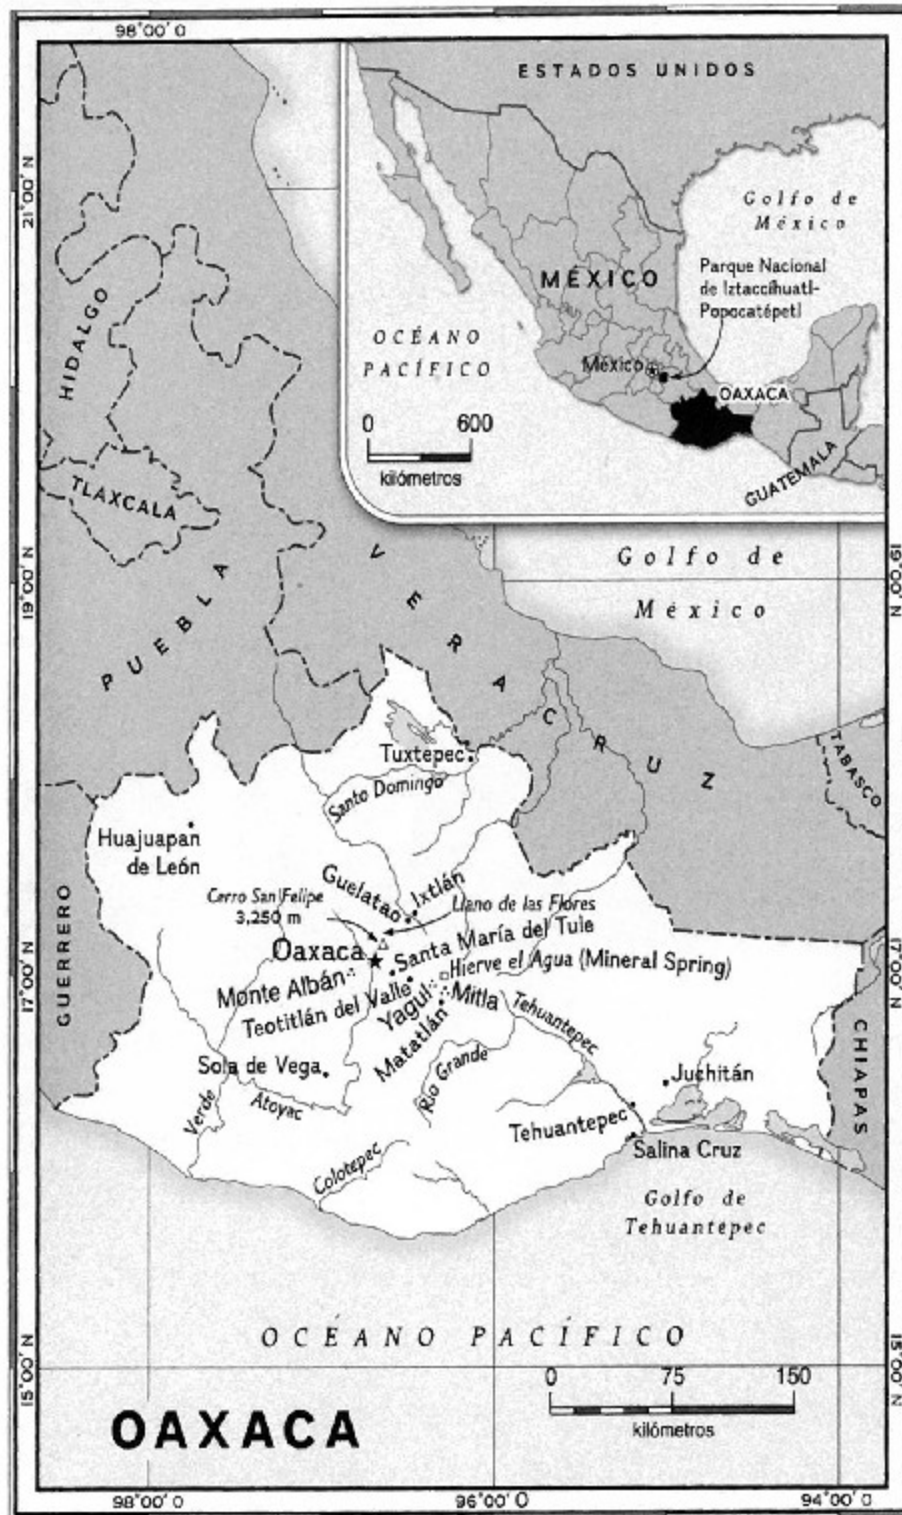 98°00' O
ESTADOS UNIDOS
Golfo de
México
MÉXICO
Parque Nacional
de Iztaccíhuatl-
Popocatépetl
OCÉANO
PACÍFICO
México
OAXACA
0 600
kilómetros
GUATEMALA
21°00' N
HIDALGO
TLAXCALA
19°00' N
19°00' N
Golfo de
México
PUEBLA
VERACRUZ
TABASCO
Tuxtepec
Santo Domingo
Huajuapan
de León
Guelatao
Ixtlán
Cerro San Felipe
3,250 m
Llano de las Flores
Oaxaca
Santa María del Tule
Hierve el Agua (Mineral Spring)
Monte Albán
Teotitlán del Valle
Yagul
Mitla
Matatlán
Tehuantepec
GUERRERO
17°00' N
17°00' N
CHIAPAS
Sola de Vega
Río Grande
Juchitán
Verde
Atoyac
Tehuantepec
Salina Cruz
Colotepec
Golfo de
Tehuantepec
OCÉANO PACÍFICO
15°00' N
15°00' N
0 75 150
kilómetros
OAXACA
98°00' O
96°00' O
94°00' O